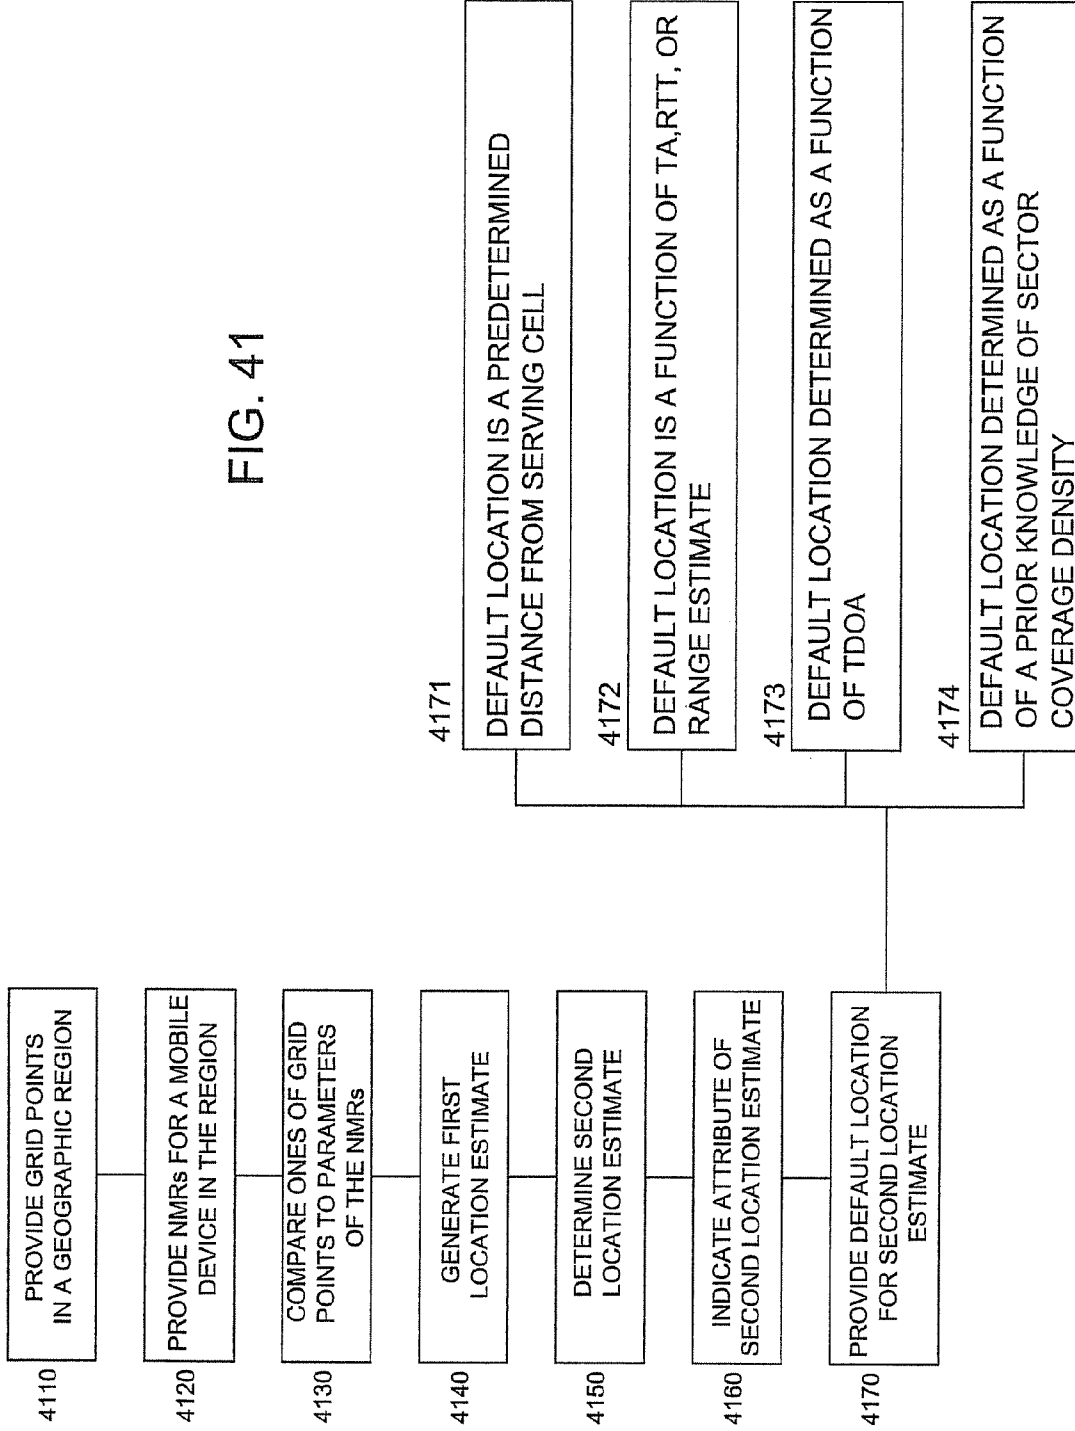 FIG. 41
4110
PROVIDE GRID POINTS
IN A GEOGRAPHIC REGION
4120
PROVIDE NMRs FOR A MOBILE
DEVICE IN THE REGION
4130
COMPARE ONES OF GRID
POINTS TO PARAMETERS
OF THE NMRs
4140
GENERATE FIRST
LOCATION ESTIMATE
4150
DETERMINE SECOND
LOCATION ESTIMATE
4160
INDICATE ATTRIBUTE OF
SECOND LOCATION ESTIMATE
4170
PROVIDE DEFAULT LOCATION
FOR SECOND LOCATION
ESTIMATE
4171
DEFAULT LOCATION IS A PREDETERMINED
DISTANCE FROM SERVING CELL
4172
DEFAULT LOCATION IS A FUNCTION OF TA,RTT, OR
RANGE ESTIMATE
4173
DEFAULT LOCATION DETERMINED AS A FUNCTION
OF TDOA
4174
DEFAULT LOCATION DETERMINED AS A FUNCTION
OF A PRIOR KNOWLEDGE OF SECTOR
COVERAGE DENSITY